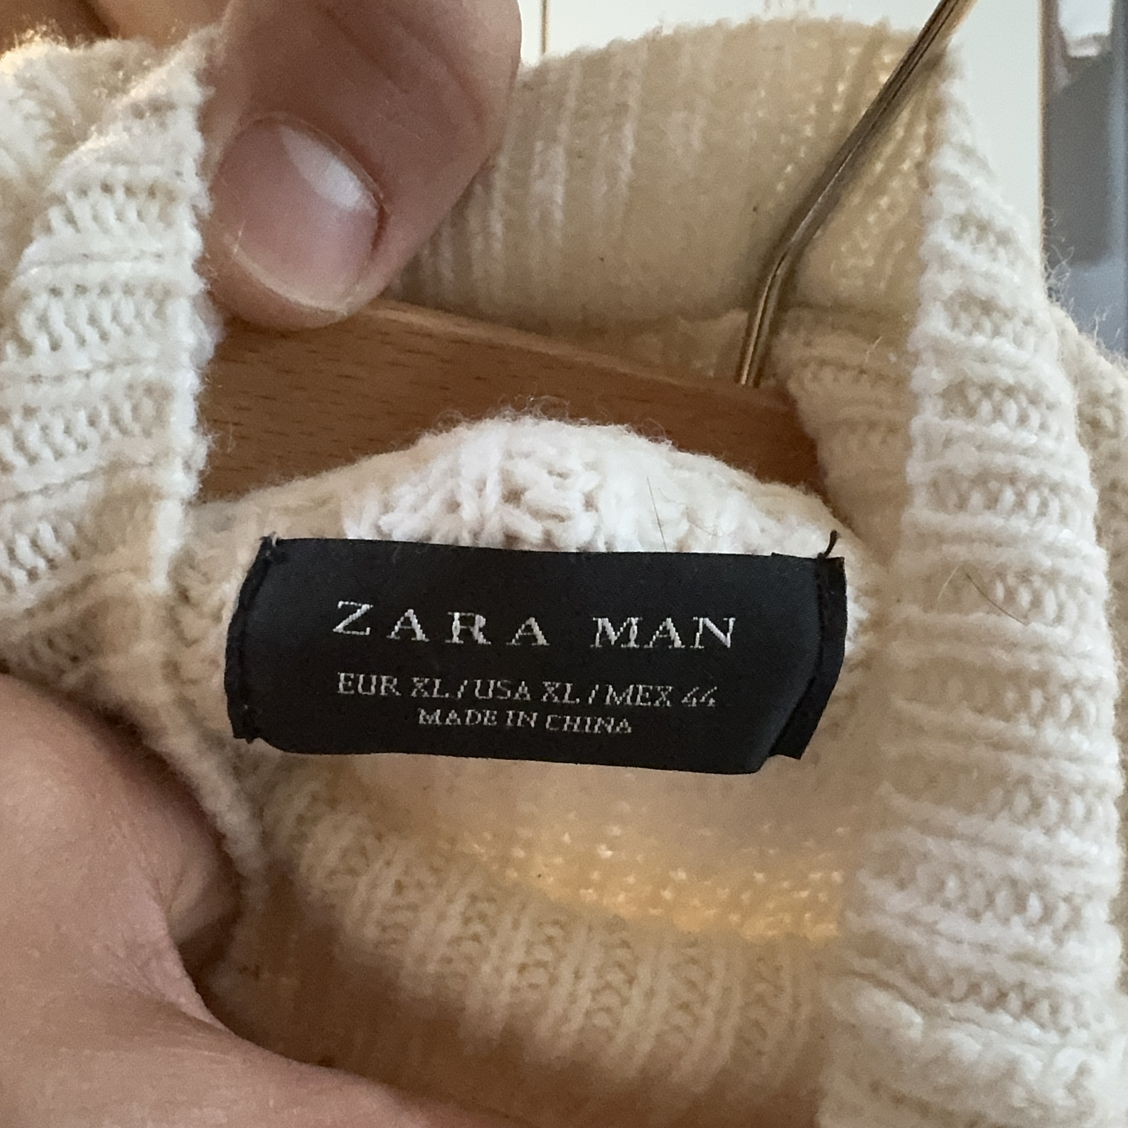 ZARA MAN
EUR XL / USA XL / MEX 44
MADE IN CHINA